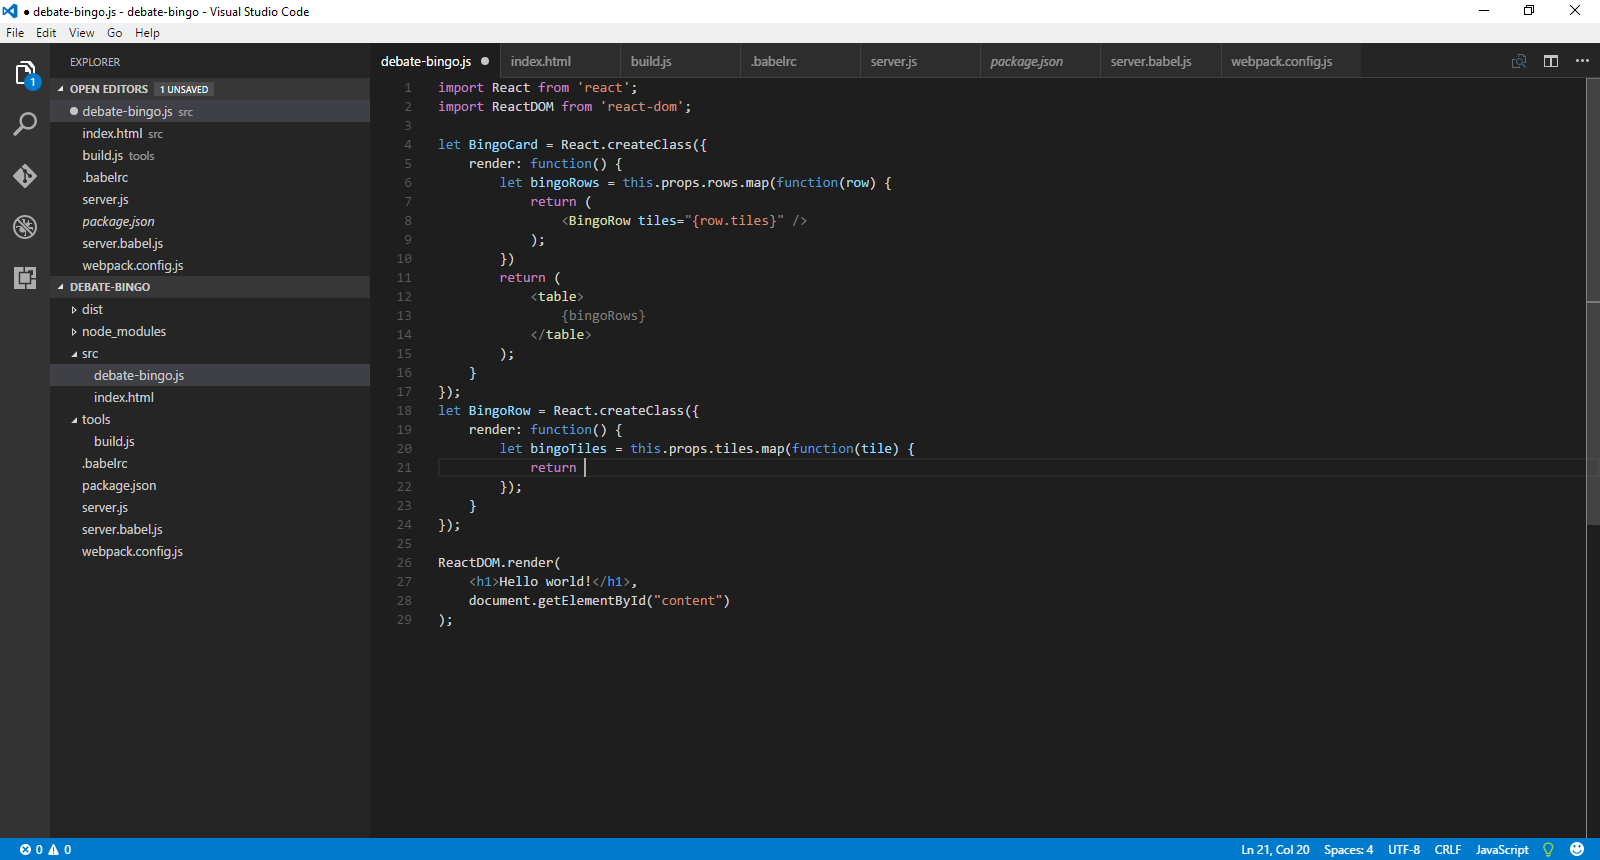 ● debate-bingo.js - debate-bingo - Visual Studio Code
File Edit View Go Help
EXPLORER
1
OPEN EDITORS 1 UNSAVED
debate-bingo.js src
index.html src
build.js tools
.babelrc
server.js
package.json
server.babel.js
webpack.config.js
DEBATE-BINGO
dist
node_modules
src
debate-bingo.js
index.html
tools
build.js
.babelrc
package.json
server.js
server.babel.js
webpack.config.js
debate-bingo.js ● index.html build.js .babelrc server.js package.json server.babel.js webpack.config.js
1 import React from 'react';
2 import ReactDOM from 'react-dom';
3
4 let BingoCard = React.createClass({
5     render: function() {
6         let bingoRows = this.props.rows.map(function(row) {
7             return (
8                 <BingoRow tiles="{row.tiles}" />
9             );
10         })
11         return (
12             <table>
13                 {bingoRows}
14             </table>
15         );
16     }
17 });
18 let BingoRow = React.createClass({
19     render: function() {
20         let bingoTiles = this.props.tiles.map(function(tile) {
21             return
22         });
23     }
24 });
25
26 ReactDOM.render(
27     <h1>Hello world!</h1>,
28     document.getElementById("content")
29 );
0 0 Ln 21, Col 20 Spaces: 4 UTF-8 CRLF JavaScript